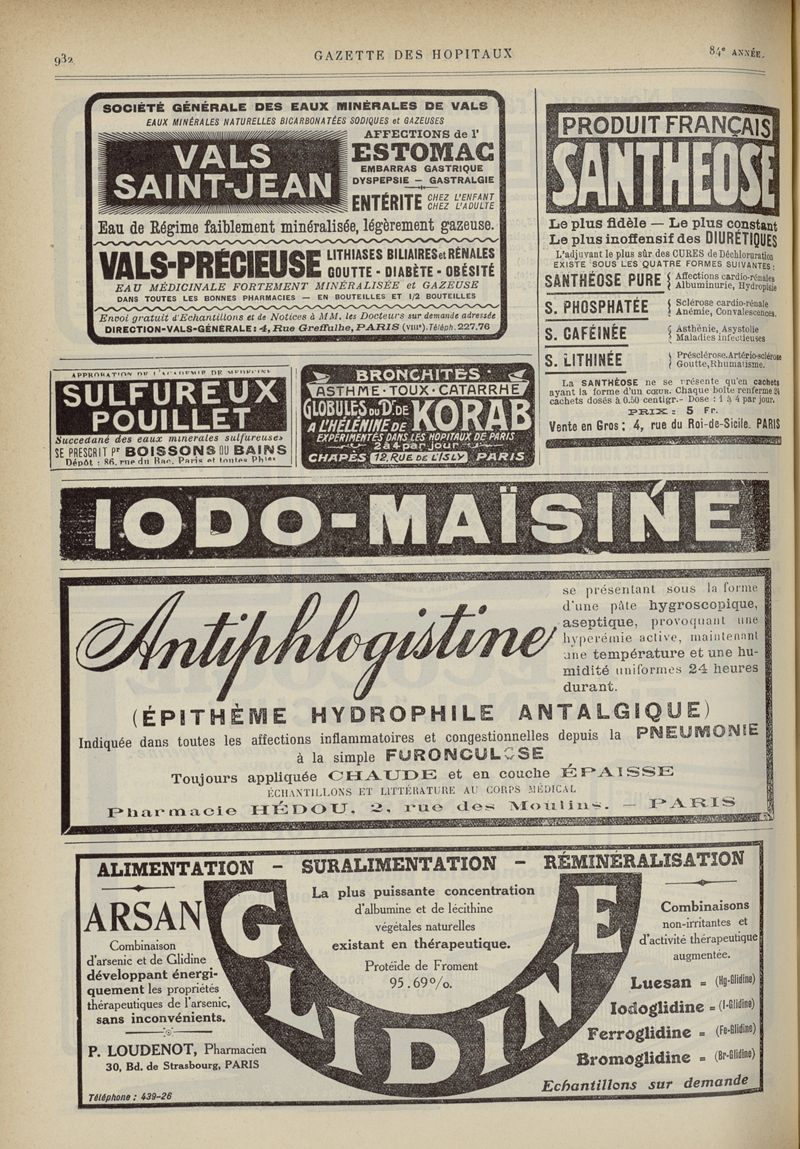 932
GAZETTE DES HOPITAUX
84e ANNÉE.
SOCIÉTÉ GÉNÉRALE DES EAUX MINÉRALES DE VALS
EAUX MINÉRALES NATURELLES BICARBONATÉES SODIQUES et GAZEUSES
VALS
SAINT-JEAN
AFFECTIONS de l'
ESTOMAC
EMBARRAS GASTRIQUE
DYSPEPSIE — GASTRALGIE
ENTÉRITE CHEZ L'ENFANT
CHEZ L'ADULTE
Eau de Régime faiblement minéralisée, légèrement gazeuse.
VALS-PRÉCIEUSE
LITHIASES BILIAIRES et RÉNALES
GOUTTE - DIABÈTE - OBÉSITÉ
EAU MÉDICINALE FORTEMENT MINÉRALISÉE et GAZEUSE
DANS TOUTES LES BONNES PHARMACIES — EN BOUTEILLES ET 1/2 BOUTEILLES
Envoi gratuit d'Echantillons et de Notices à MM. les Docteurs sur demande adressée
DIRECTION-VALS-GÉNÉRALE: 4, Rue Greffulhe, PARIS (VIIIe). Téléph. 227.76
PRODUIT FRANÇAIS
SANTHEOSE
Le plus fidèle — Le plus constant
Le plus inoffensif des DIURÉTIQUES
L'adjuvant le plus sûr des CURES de Déchloruration
EXISTE SOUS LES QUATRE FORMES SUIVANTES:
SANTHÉOSE PURE { Affections cardio-rénales
Albuminurie, Hydropisie
S. PHOSPHATÉE { Sclérose cardio-rénale
Anémie, Convalescences.
S. CAFÉINÉE { Asthénie, Asystolie
Maladies infectieuses
S. LITHINÉE } Présclérose. Artério-sclérose
Goutte, Rhumatisme.
La SANTHÉOSE ne se présente qu'en cachets
ayant la forme d'un cœur. Chaque boîte renferme 24
cachets dosés à 0.50 centigr. - Dose : 1 à 4 par jour.
PRIX : 5 Fr.
Vente en Gros : 4, rue du Roi-de-Sicile. PARIS
APPROBATION DE L'ACADÉMIE DE MÉDECINE
SULFUREUX
POUILLET
Succedané des eaux minerales sulfureuses
SE PRESCRIT Pr BOISSONS OU BAINS
Dépôt : 86, rue du Bac, Paris et toutes Phies
BRONCHITES
ASTHME · TOUX · CATARRHE
GLOBULES DU Dr. DE KORAB
A L'HÉLÉNINE DE
EXPERIMENTÉS DANS LES HOPITAUX DE PARIS
2 à 4 par jour
CHAPÈS 12, RUE DE L'ISLY PARIS
IODO-MAÏSINE
Antiphlogistine
se présentant sous la forme
d'une pâte hygroscopique,
aseptique, provoquant une
hyperémie active, maintenant
une température et une hu-
midité uniformes 24 heures
durant.
(ÉPITHÈME HYDROPHILE ANTALGIQUE)
Indiquée dans toutes les affections inflammatoires et congestionnelles depuis la PNEUMONIE
à la simple FURONCULOSE
Toujours appliquée CHAUDE et en couche ÉPAISSE
ÉCHANTILLONS ET LITTÉRATURE AU CORPS MÉDICAL
Pharmacie HÉDOU, 2, rue des Moulins. — PARIS
ALIMENTATION - SURALIMENTATION - RÉMINÉRALISATION
ARSAN
Combinaison
d'arsenic et de Glidine
développant énergi-
quement les propriétés
thérapeutiques de l'arsenic,
sans inconvénients.
P. LOUDENOT, Pharmacien
30, Bd. de Strasbourg, PARIS
Téléphone : 439-26
GLIDINE
La plus puissante concentration
d'albumine et de lécithine
végétales naturelles
existant en thérapeutique.
Protéide de Froment
95.69%.
Combinaisons
non-irritantes et
d'activité thérapeutique
augmentée.
Luesan = (Hg-Glidine)
Iodoglidine = (I-Glidine)
Ferroglidine = (Fe-Glidine)
Bromoglidine = (Br-Glidine)
Echantillons sur demande